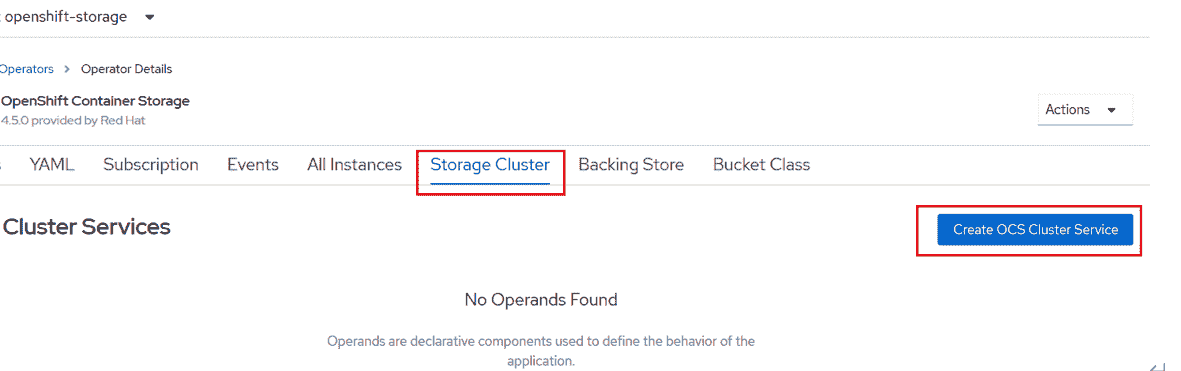 openshift-storage
Operators > Operator Details
OpenShift Container Storage
4.5.0 provided by Red Hat
Actions
YAML Subscription Events All Instances Storage Cluster Backing Store Bucket Class
Cluster Services
Create OCS Cluster Service
No Operands Found
Operands are declarative components used to define the behavior of the
application.